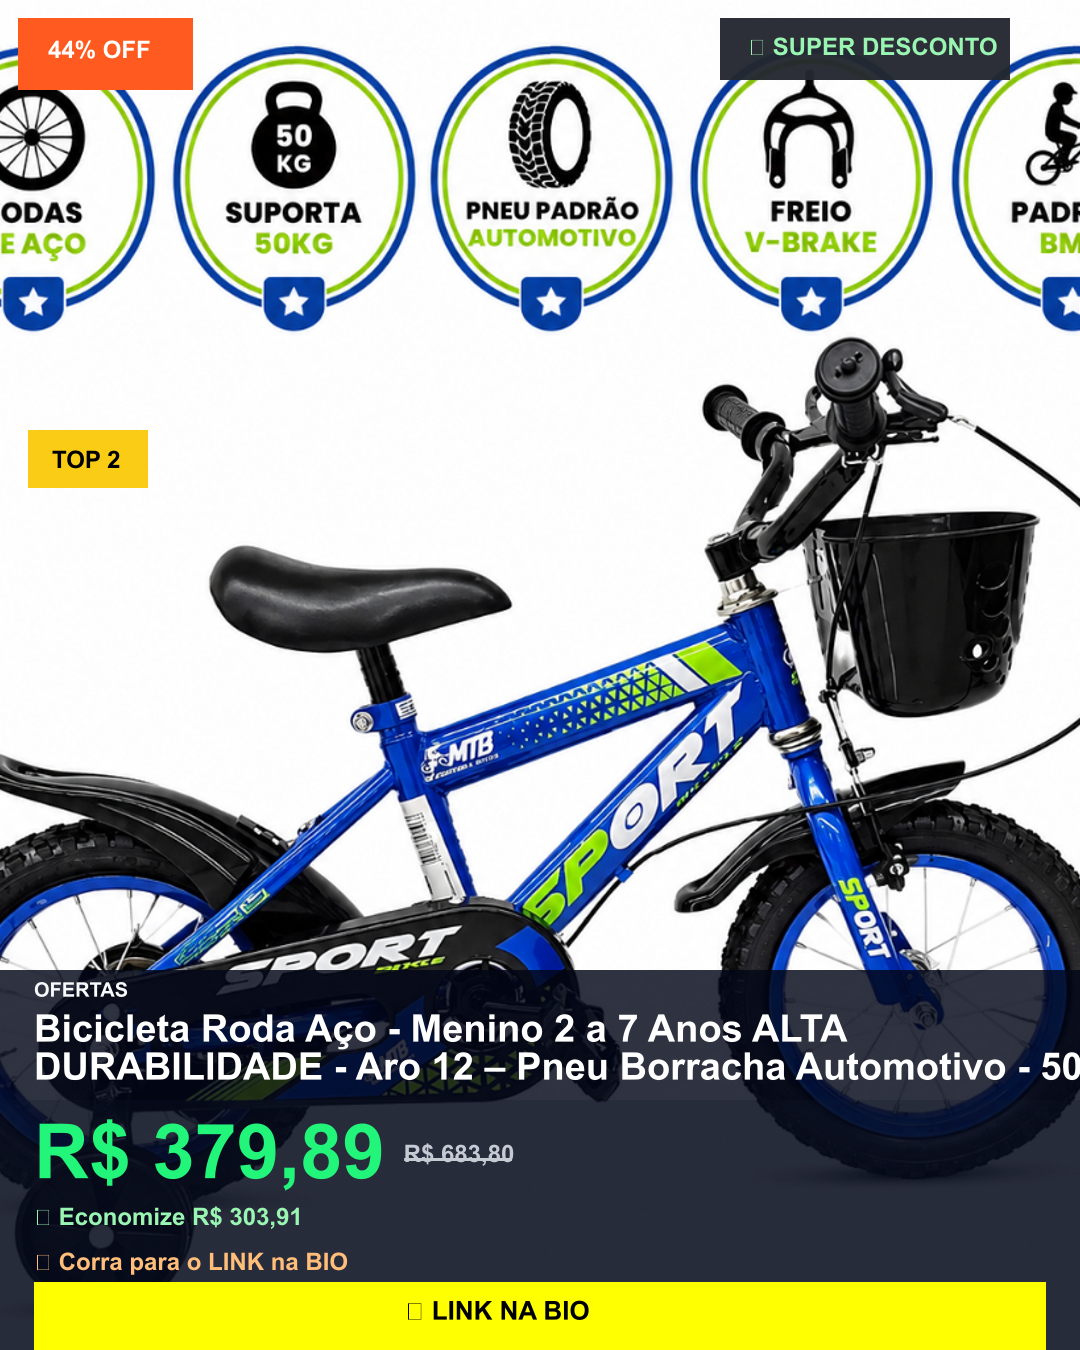 44% OFF
SUPER DESCONTO
ODAS
E AÇO
50
KG
SUPORTA
50KG
PNEU PADRÃO
AUTOMOTIVO
FREIO
V-BRAKE
PADR
BM
TOP 2
MTB
SPORT
SPORT
SPORT
OFERTAS
Bicicleta Roda Aço - Menino 2 a 7 Anos ALTA
DURABILIDADE - Aro 12 – Pneu Borracha Automotivo - 50
R$ 379,89 R$ 683,80
Economize R$ 303,91
Corra para o LINK na BIO
LINK NA BIO